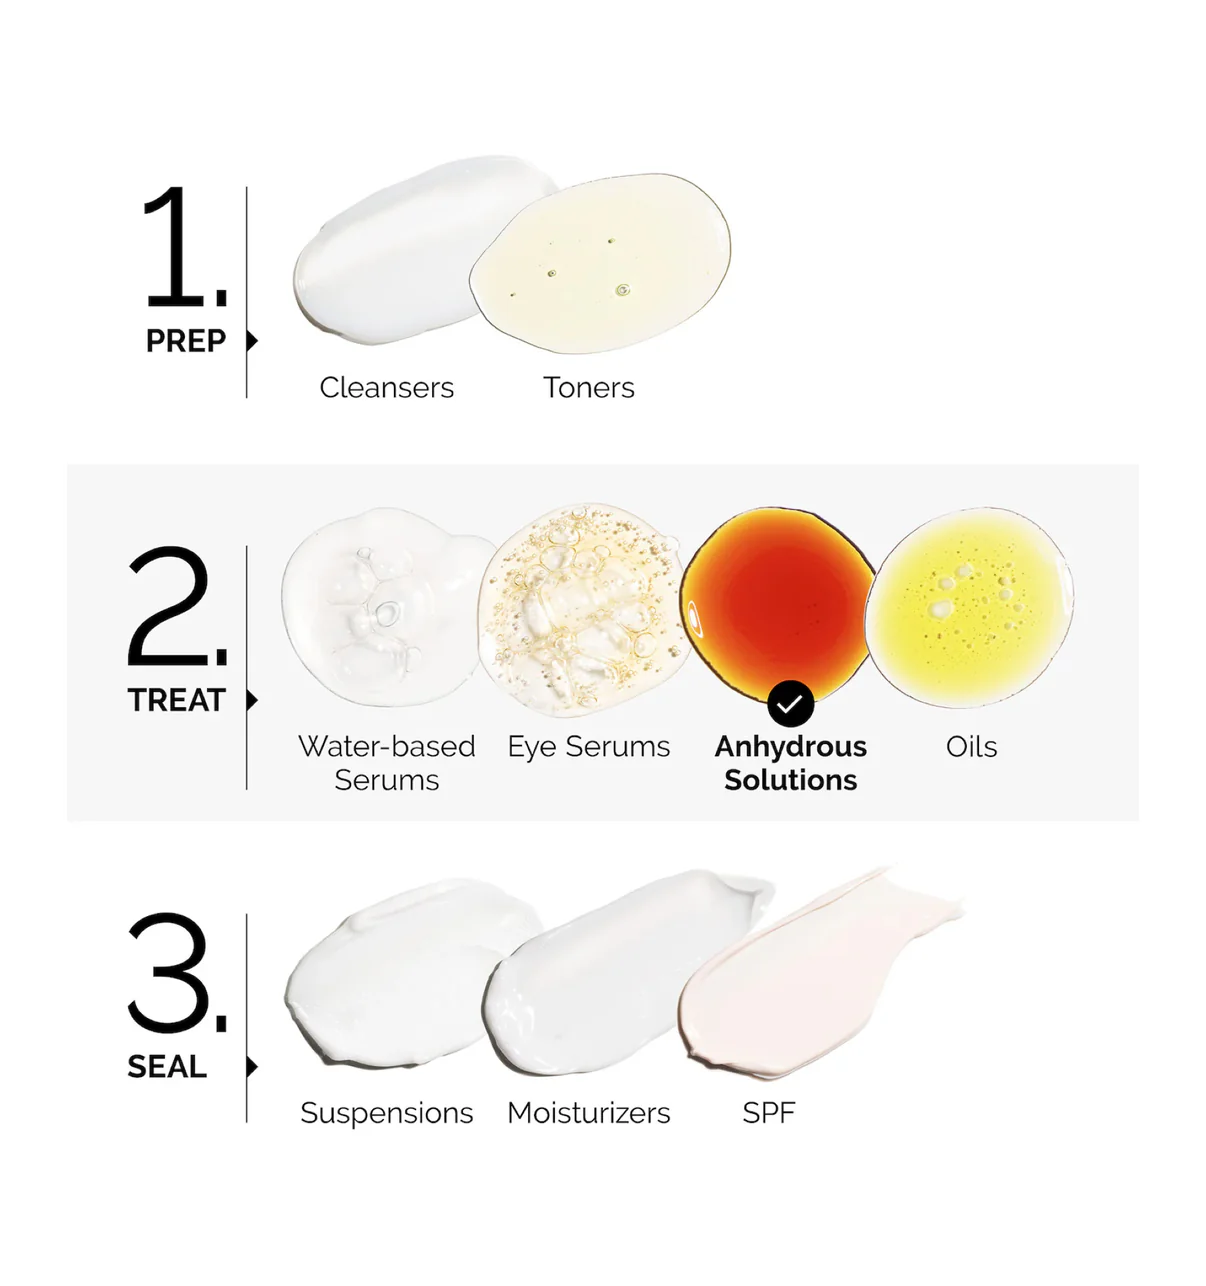 1.
PREP
Cleansers
Toners
2.
TREAT
Water-based
Serums
Eye Serums
Anhydrous
Solutions
Oils
3.
SEAL
Suspensions
Moisturizers
SPF